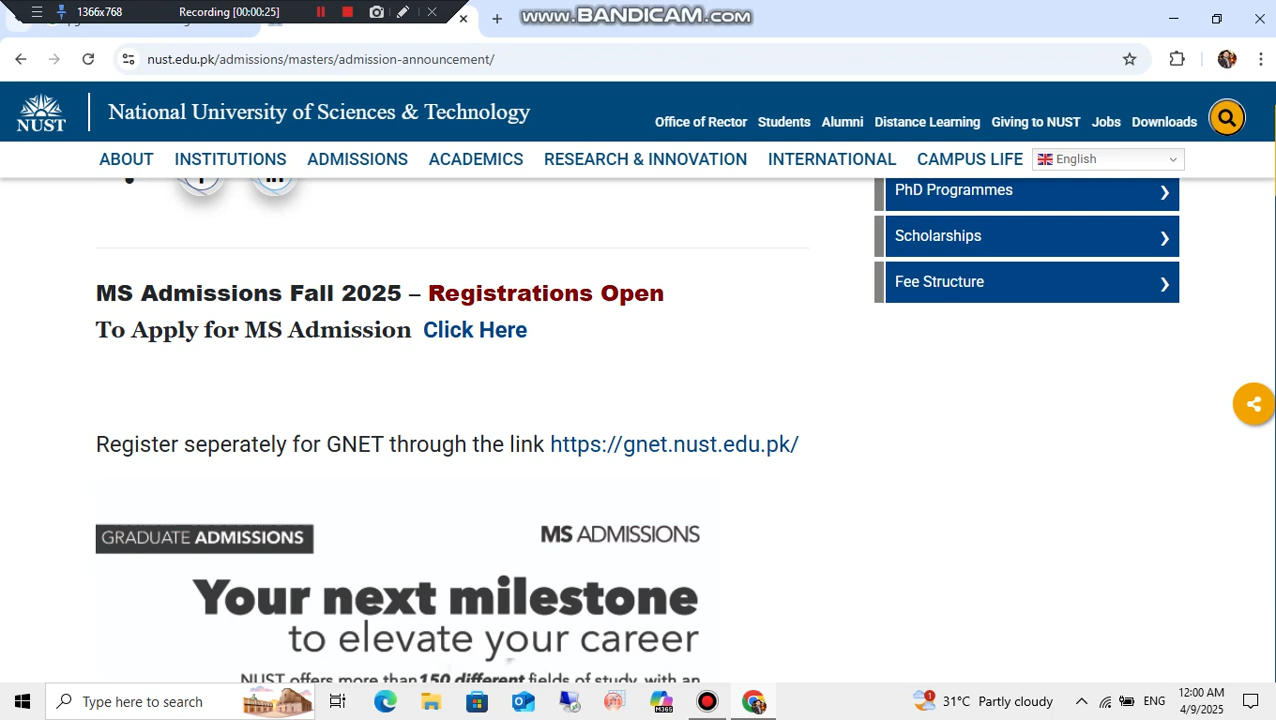 1366x768 Recording [00:00:25]
www.BANDICAM.com
nust.edu.pk/admissions/masters/admission-announcement/
NUST
National University of Sciences & Technology
Office of Rector Students Alumni Distance Learning Giving to NUST Jobs Downloads
ABOUT INSTITUTIONS ADMISSIONS ACADEMICS RESEARCH & INNOVATION INTERNATIONAL CAMPUS LIFE English
PhD Programmes
Scholarships
Fee Structure
MS Admissions Fall 2025 – Registrations Open
To Apply for MS Admission Click Here
Register seperately for GNET through the link https://gnet.nust.edu.pk/
GRADUATE ADMISSIONS
MS ADMISSIONS
Your next milestone
to elevate your career
NUST offers more than 150 different fields of study, with an
Type here to search
M365
1
31°C Partly cloudy
ENG
12:00 AM
4/9/2025